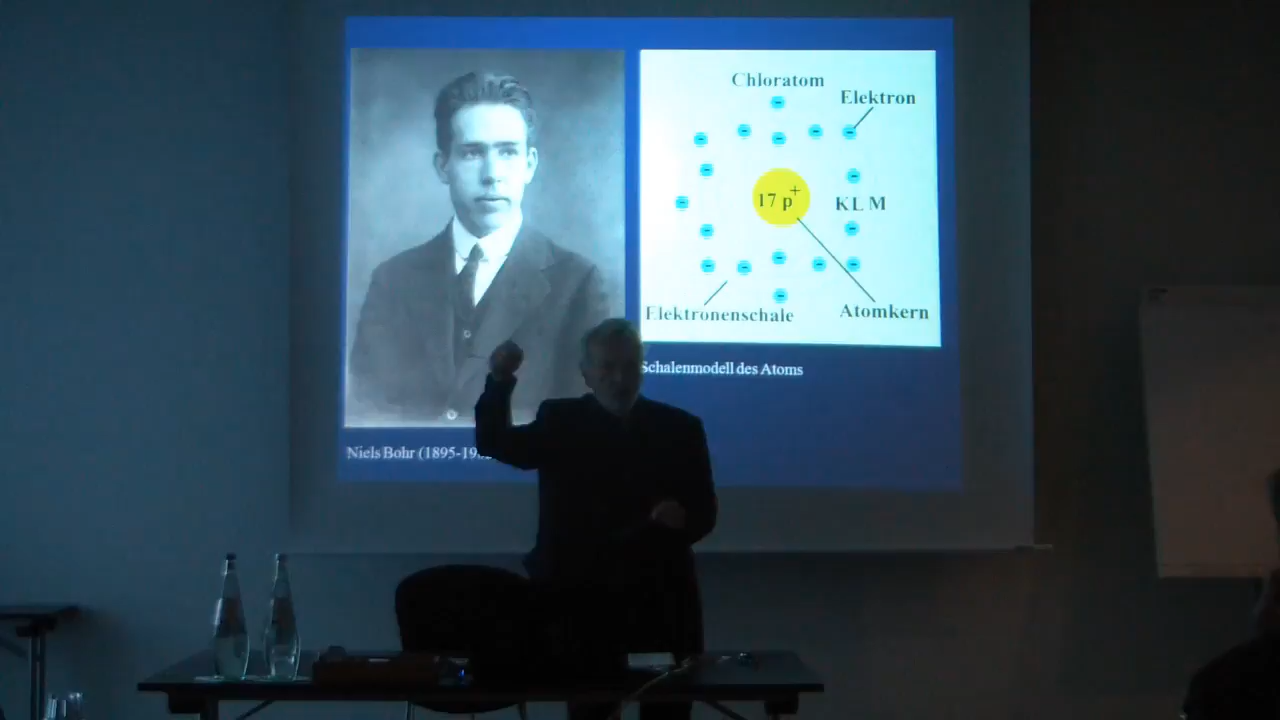 Chloratom
Elektron
17 p+
K L M
Elektronenschale
Atomkern
Schalenmodell des Atoms
Niels Bohr (1895-19